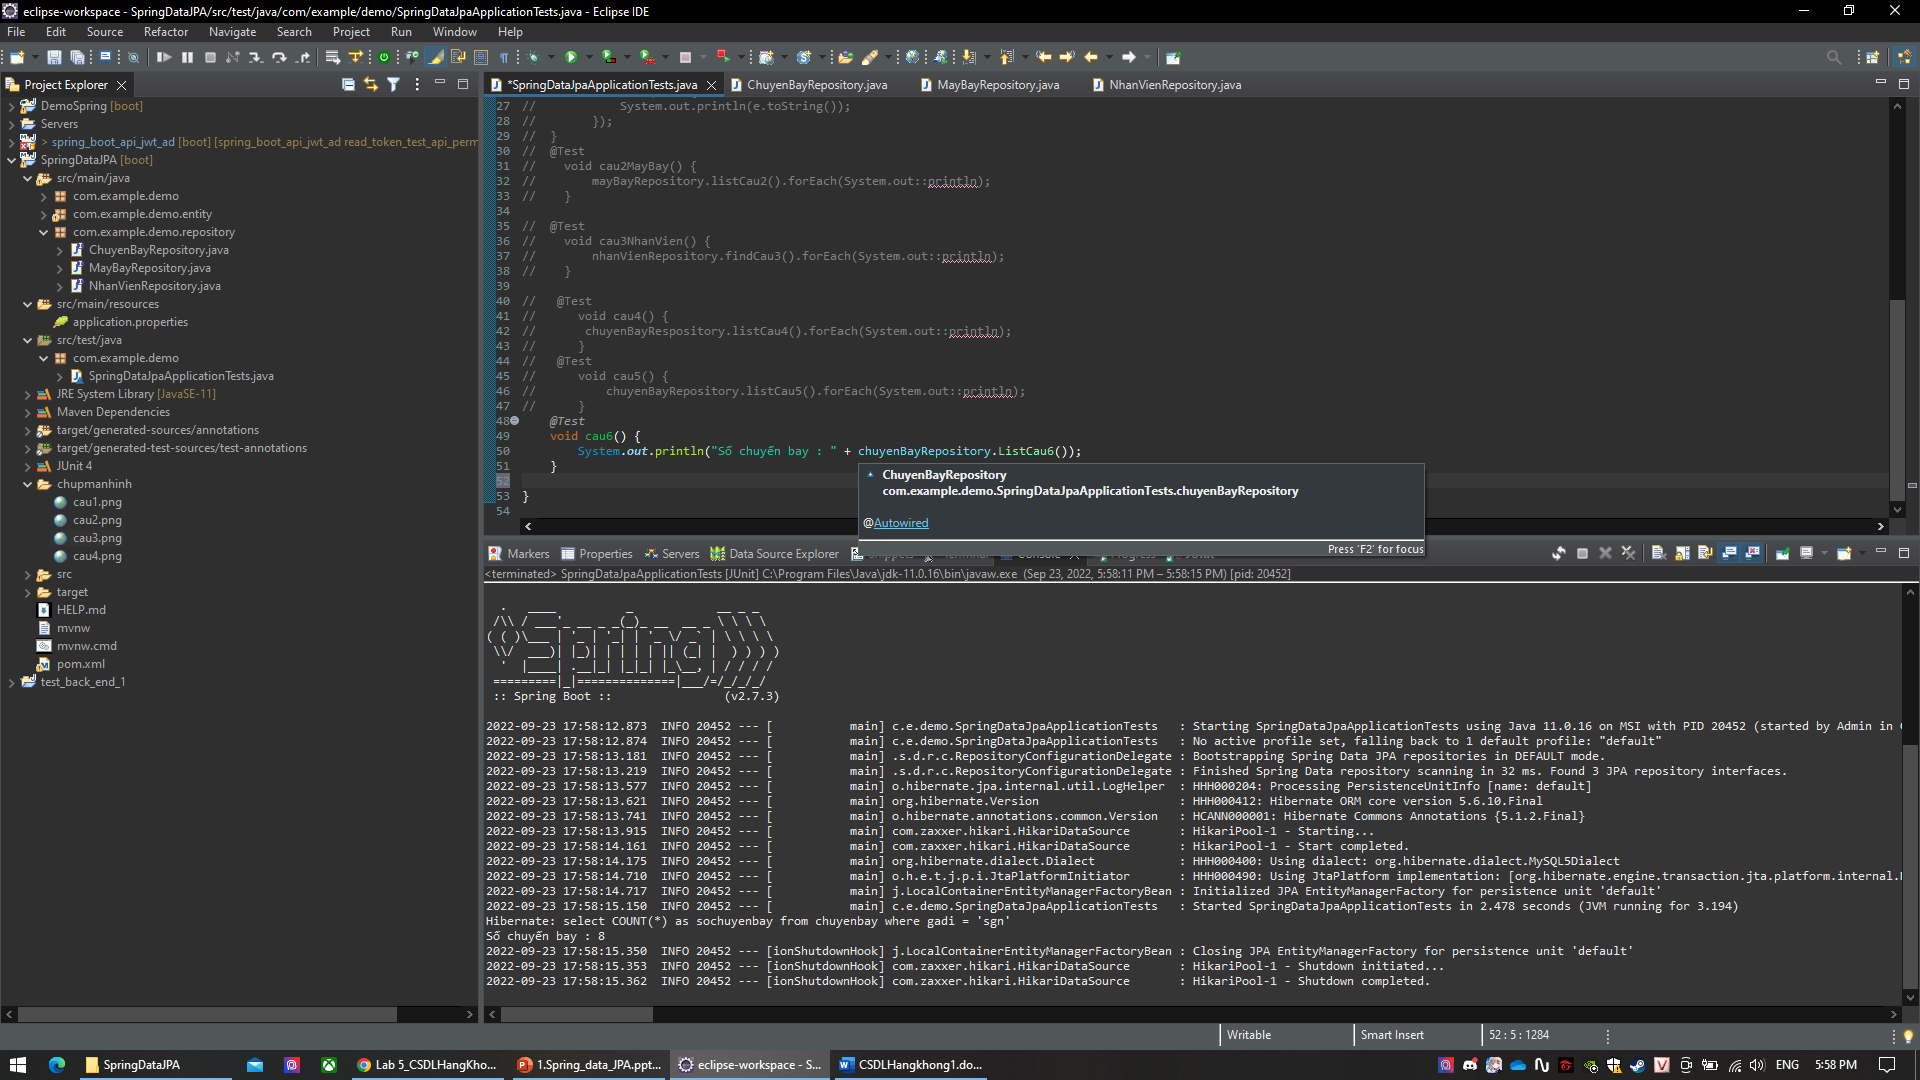 eclipse-workspace - SpringDataJPA/src/test/java/com/example/demo/SpringDataJpaApplicationTests.java - Eclipse IDE
File Edit Source Refactor Navigate Search Project Run Window Help
Project Explorer
DemoSpring [boot]
Servers
> spring_boot_api_jwt_ad [boot] [spring_boot_api_jwt_ad read_token_test_api_perm
SpringDataJPA [boot]
src/main/java
com.example.demo
com.example.demo.entity
com.example.demo.repository
ChuyenBayRepository.java
MayBayRepository.java
NhanVienRepository.java
src/main/resources
application.properties
src/test/java
com.example.demo
SpringDataJpaApplicationTests.java
JRE System Library [JavaSE-11]
Maven Dependencies
target/generated-sources/annotations
target/generated-test-sources/test-annotations
JUnit 4
chupmanhinh
cau1.png
cau2.png
cau3.png
cau4.png
src
target
HELP.md
mvnw
mvnw.cmd
pom.xml
test_back_end_1
*SpringDataJpaApplicationTests.java ChuyenBayRepository.java MayBayRepository.java NhanVienRepository.java
27 // System.out.println(e.toString());
28 // });
29 // }
30 // @Test
31 // void cau2MayBay() {
32 // mayBayRepository.listCau2().forEach(System.out::println);
33 // }
34
35 // @Test
36 // void cau3NhanVien() {
37 // nhanVienRepository.findCau3().forEach(System.out::println);
38 // }
39
40 // @Test
41 // void cau4() {
42 // chuyenBayRespository.listCau4().forEach(System.out::println);
43 // }
44 // @Test
45 // void cau5() {
46 // chuyenBayRepository.listCau5().forEach(System.out::println);
47 // }
48 @Test
49 void cau6() {
50 System.out.println("Số chuyến bay : " + chuyenBayRepository.ListCau6());
51 }
52
53 }
54
ChuyenBayRepository
com.example.demo.SpringDataJpaApplicationTests.chuyenBayRepository
@Autowired
Press 'F2' for focus
Markers Properties Servers Data Source Explorer
<terminated> SpringDataJpaApplicationTests [JUnit] C:\Program Files\Java\jdk-11.0.16\bin\javaw.exe (Sep 23, 2022, 5:58:11 PM – 5:58:15 PM) [pid: 20452]
:: Spring Boot :: (v2.7.3)
2022-09-23 17:58:12.873 INFO 20452 --- [ main] c.e.demo.SpringDataJpaApplicationTests : Starting SpringDataJpaApplicationTests using Java 11.0.16 on MSI with PID 20452 (started by Admin in
2022-09-23 17:58:12.874 INFO 20452 --- [ main] c.e.demo.SpringDataJpaApplicationTests : No active profile set, falling back to 1 default profile: "default"
2022-09-23 17:58:13.181 INFO 20452 --- [ main] .s.d.r.c.RepositoryConfigurationDelegate : Bootstrapping Spring Data JPA repositories in DEFAULT mode.
2022-09-23 17:58:13.219 INFO 20452 --- [ main] .s.d.r.c.RepositoryConfigurationDelegate : Finished Spring Data repository scanning in 32 ms. Found 3 JPA repository interfaces.
2022-09-23 17:58:13.577 INFO 20452 --- [ main] o.hibernate.jpa.internal.util.LogHelper : HHH000204: Processing PersistenceUnitInfo [name: default]
2022-09-23 17:58:13.621 INFO 20452 --- [ main] org.hibernate.Version : HHH000412: Hibernate ORM core version 5.6.10.Final
2022-09-23 17:58:13.741 INFO 20452 --- [ main] o.hibernate.annotations.common.Version : HCANN000001: Hibernate Commons Annotations {5.1.2.Final}
2022-09-23 17:58:13.915 INFO 20452 --- [ main] com.zaxxer.hikari.HikariDataSource : HikariPool-1 - Starting...
2022-09-23 17:58:14.161 INFO 20452 --- [ main] com.zaxxer.hikari.HikariDataSource : HikariPool-1 - Start completed.
2022-09-23 17:58:14.175 INFO 20452 --- [ main] org.hibernate.dialect.Dialect : HHH000400: Using dialect: org.hibernate.dialect.MySQL5Dialect
2022-09-23 17:58:14.710 INFO 20452 --- [ main] o.h.e.t.j.p.i.JtaPlatformInitiator : HHH000490: Using JtaPlatform implementation: [org.hibernate.engine.transaction.jta.platform.internal.
2022-09-23 17:58:14.717 INFO 20452 --- [ main] j.LocalContainerEntityManagerFactoryBean : Initialized JPA EntityManagerFactory for persistence unit 'default'
2022-09-23 17:58:15.150 INFO 20452 --- [ main] c.e.demo.SpringDataJpaApplicationTests : Started SpringDataJpaApplicationTests in 2.478 seconds (JVM running for 3.194)
Hibernate: select COUNT(*) as sochuyenbay from chuyenbay where gadi = 'sgn'
Số chuyến bay : 8
2022-09-23 17:58:15.350 INFO 20452 --- [ionShutdownHook] j.LocalContainerEntityManagerFactoryBean : Closing JPA EntityManagerFactory for persistence unit 'default'
2022-09-23 17:58:15.353 INFO 20452 --- [ionShutdownHook] com.zaxxer.hikari.HikariDataSource : HikariPool-1 - Shutdown initiated...
2022-09-23 17:58:15.362 INFO 20452 --- [ionShutdownHook] com.zaxxer.hikari.HikariDataSource : HikariPool-1 - Shutdown completed.
Writable Smart Insert 52 : 5 : 1284
SpringDataJPA Lab 5_CSDLHangKho... 1.Spring_data_JPA.ppt... eclipse-workspace - S... CSDLHangkhong1.do... ENG 5:58 PM